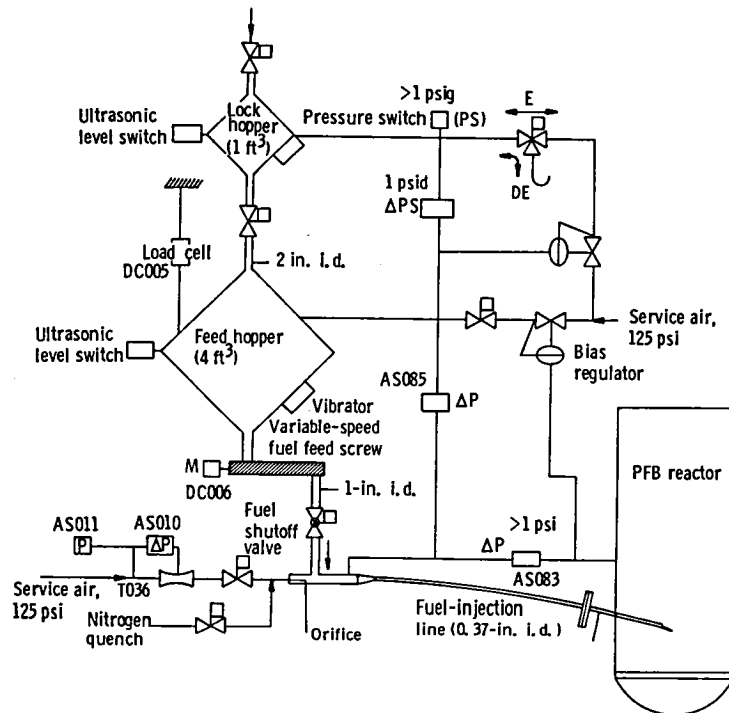 >1 psig
E
Ultrasonic
level switch
Lock
hopper
(1 ft³)
Pressure switch
(PS)
DE
1 psid
ΔPS
Load cell
DC005
2 in. i.d.
Ultrasonic
level switch
Feed hopper
(4 ft³)
Service air,
125 psi
Bias
regulator
AS085
ΔP
Vibrator
Variable-speed
fuel feed screw
M
DC006
1-in. i.d.
PFB reactor
AS011
P
AS010
ΔP
Fuel
shutoff
valve
>1 psi
ΔP
AS083
T036
Service air,
125 psi
Nitrogen
quench
Orifice
Fuel-injection
line (0.37-in. i.d.)